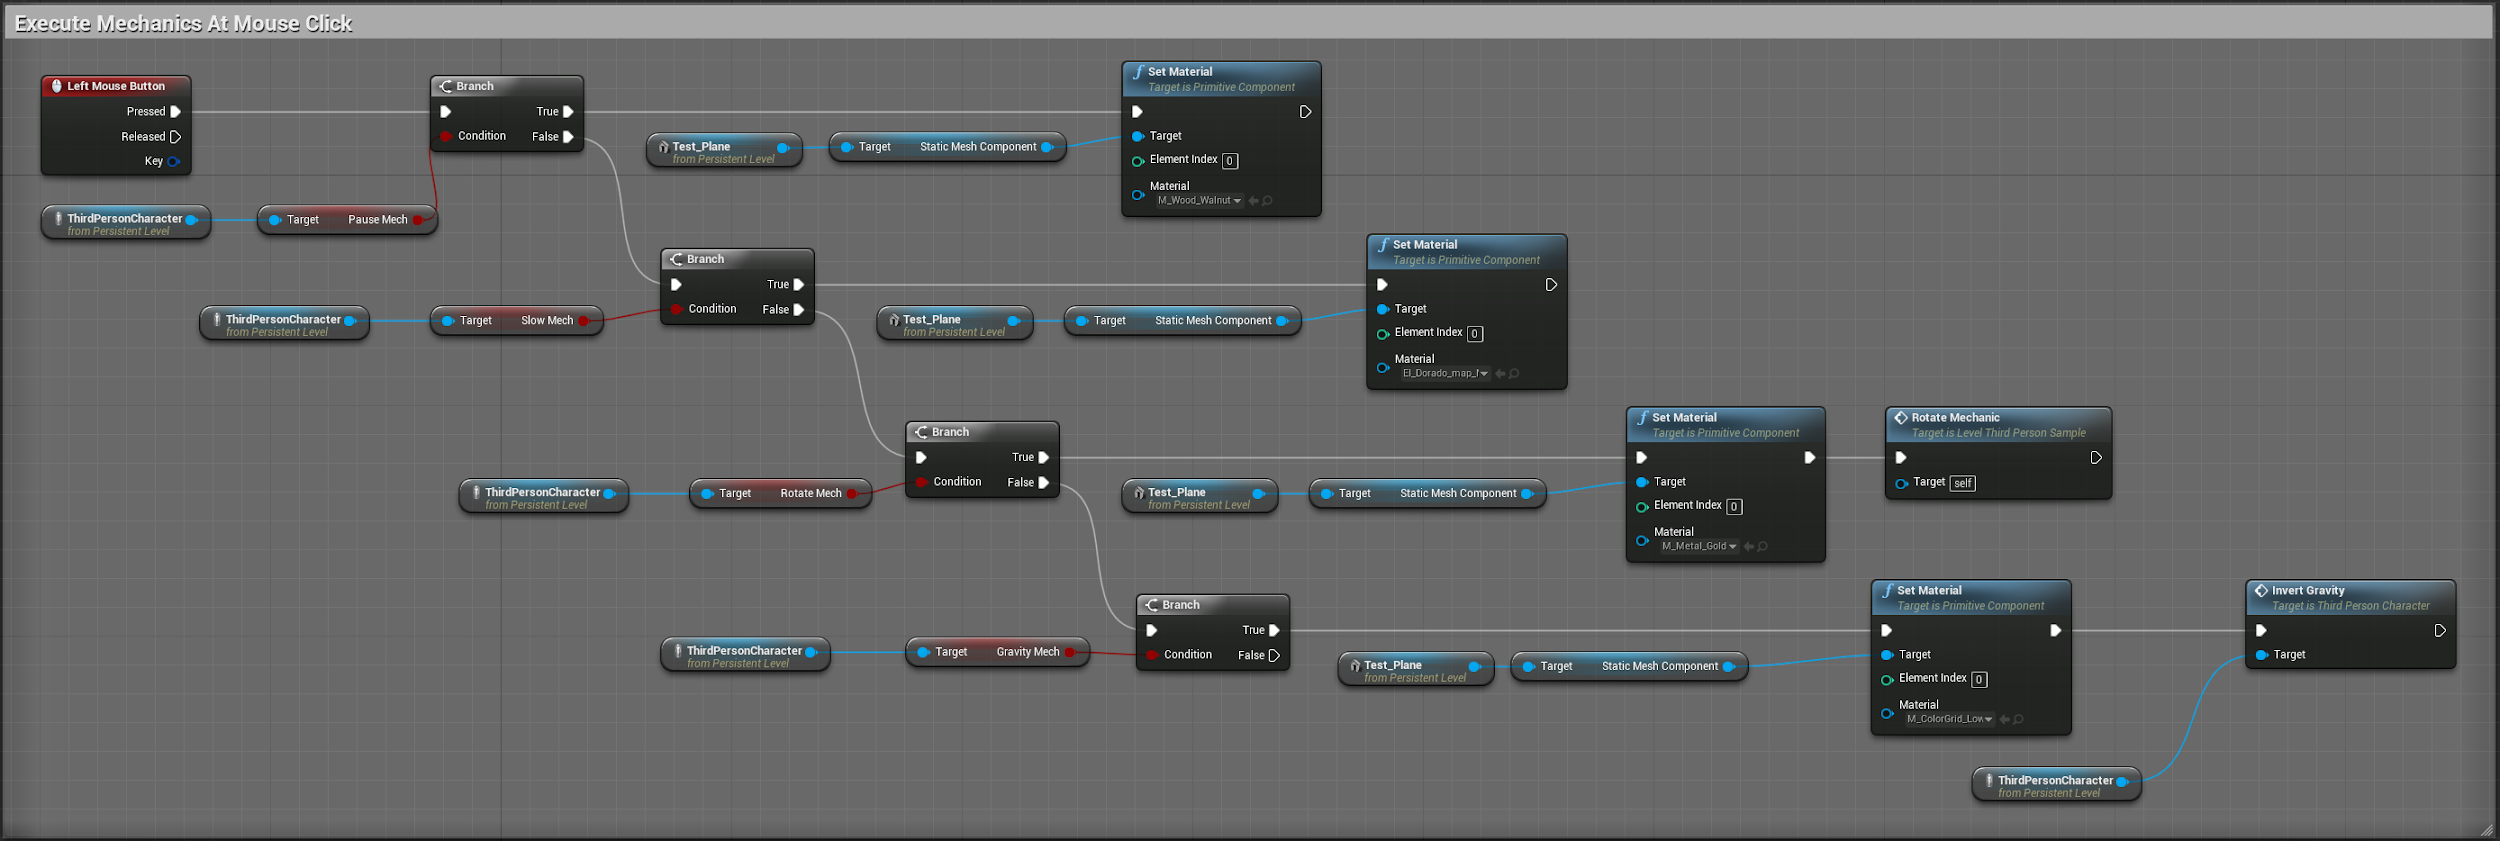 Execute Mechanics At Mouse Click
Left Mouse Button
Pressed
Released
Key
Branch
True
Condition
False
ThirdPersonCharacter
from Persistent Level
Target
Pause Mech
Test_Plane
from Persistent Level
Target
Static Mesh Component
Set Material
Target is Primitive Component
Target
Element Index 0
Material
M_Wood_Walnut
Branch
True
Condition
False
ThirdPersonCharacter
from Persistent Level
Target
Slow Mech
Test_Plane
from Persistent Level
Target
Static Mesh Component
Set Material
Target is Primitive Component
Target
Element Index 0
Material
El_Dorado_map_
Branch
True
Condition
False
ThirdPersonCharacter
from Persistent Level
Target
Rotate Mech
Test_Plane
from Persistent Level
Target
Static Mesh Component
Set Material
Target is Primitive Component
Target
Element Index 0
Material
M_Metal_Gold
Rotate Mechanic
Target is Level Third Person Sample
Target self
Branch
True
Condition
False
ThirdPersonCharacter
from Persistent Level
Target
Gravity Mech
Test_Plane
from Persistent Level
Target
Static Mesh Component
Set Material
Target is Primitive Component
Target
Element Index 0
Material
M_ColorGrid_Low
Invert Gravity
Target is Third Person Character
Target
ThirdPersonCharacter
from Persistent Level